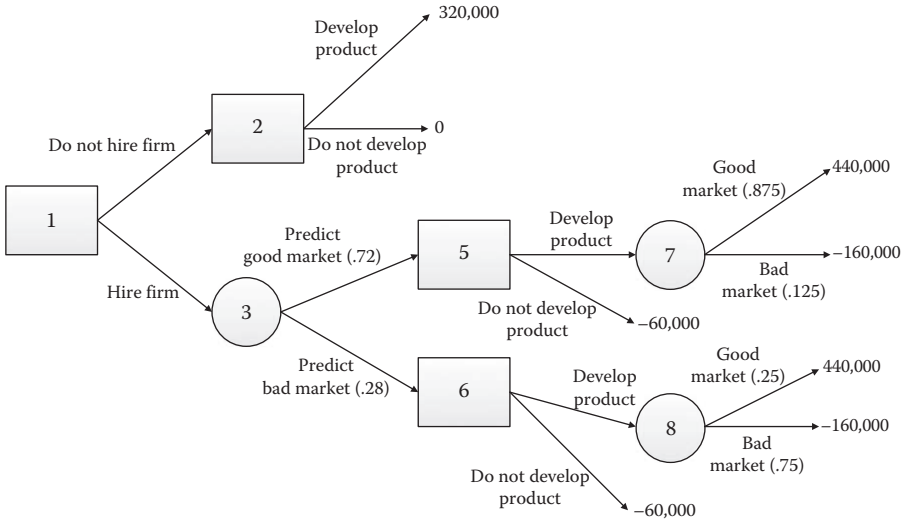 Develop
product
320,000
2
0
Do not hire firm
Do not develop
product
1
Good
market (.875)
440,000
Develop
product
Predict
good market (.72)
5
7
−160,000
Bad
market (.125)
Hire firm
3
Do not develop
product
−60,000
Predict
bad market (.28)
6
Good
market (.25)
440,000
Develop
product
8
−160,000
Bad
market (.75)
Do not develop
product
−60,000